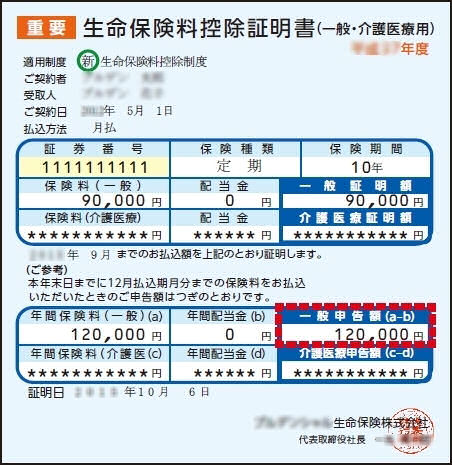 重要 生命保険料控除証明書(一般・介護医療用)
年度
適用制度 新 生命保険料控除制度
ご契約者
受取人
ご契約日 年 5月 1日
払込方法 月払
証券番号 保険種類 保険期間
1111111111 定期 10年
保険料(一般) 配当金 一般証明額
90,000円 0円 90,000円
保険料(介護医療) 配当金 介護医療証明額
***********円 ******円 ***********円
年 9月 までのお払込額を上記のとおり証明します。
(ご参考)
本年末日までに12月払込期月分までの保険料をお払込
いただいたときのご申告額はつぎのとおりです。
年間保険料(一般)(a) 年間配当金(b) 一般申告額(a-b)
120,000円 0円 120,000円
年間保険料(介護医)(c) 年間配当金(d) 介護医療申告額(c-d)
***********円 ******円 ***********円
証明日 年10月 6日
生命保険株式会社
代表取締役社長